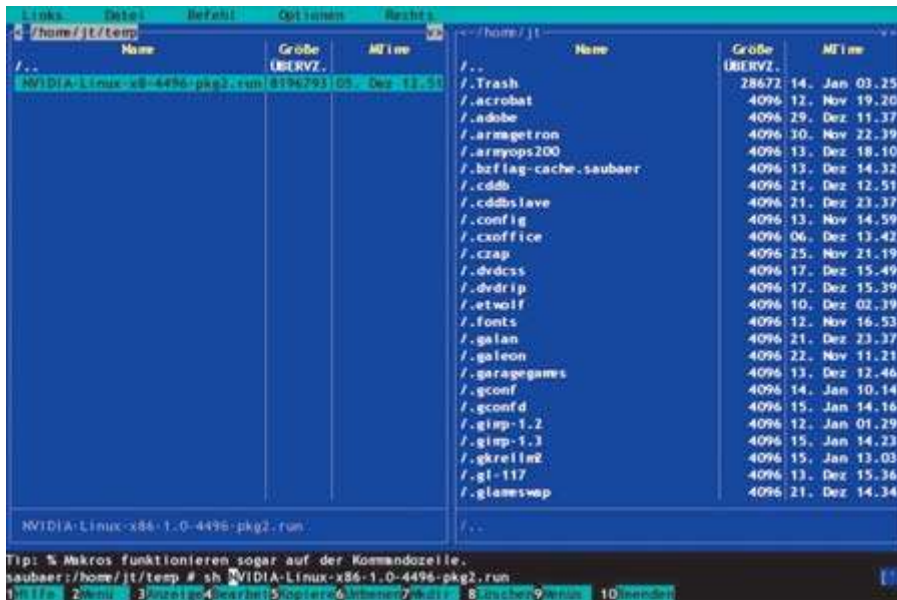 Links Datei Befehl Optionen Rechts
< /home/jt/temp v>
Name Größe MTime
/.. ÜBERVZ.
NVIDIA-Linux-x8-4496-pkg2.run 8196793 05. Dez 13.51
NVIDIA-Linux-x86-1.0-4496-pkg2.run
<-/home/jt v>
Name Größe MTime
/.. ÜBERVZ.
/.Trash 28672 14. Jan 03.25
/.acrobat 4096 12. Nov 19.20
/.adobe 4096 29. Dez 11.37
/.armagetron 4096 30. Nov 22.39
/.armyops200 4096 13. Dez 18.10
/.bzflag-cache.saubaer 4096 13. Dez 14.32
/.cddb 4096 21. Dez 12.51
/.cddbslave 4096 21. Dez 23.37
/.config 4096 13. Nov 14.59
/.cxoffice 4096 06. Dez 13.42
/.czap 4096 25. Nov 21.19
/.dvdcss 4096 17. Dez 15.49
/.dvdrip 4096 17. Dez 15.39
/.etwolf 4096 10. Dez 02.39
/.fonts 4096 12. Nov 16.53
/.galan 4096 21. Dez 23.37
/.galeon 4096 22. Nov 11.21
/.garagegames 4096 13. Dez 12.46
/.gconf 4096 14. Jan 10.14
/.gconfd 4096 15. Jan 14.16
/.gimp-1.2 4096 12. Jan 01.29
/.gimp-1.3 4096 15. Jan 14.23
/.gkrellm2 4096 15. Jan 13.03
/.gl-117 4096 13. Dez 15.36
/.glameswap 4096 21. Dez 14.34
/..
Tip: % Makros funktionieren sogar auf der Kommandozeile.
saubaer:/home/jt/temp # sh NVIDIA-Linux-x86-1.0-4496-pkg2.run
1Hilfe 2Menü 3Anzeige 4Bearbei 5Kopiere 6Umbenen 7Mkdir 8Löschen 9Menüs 10Beenden